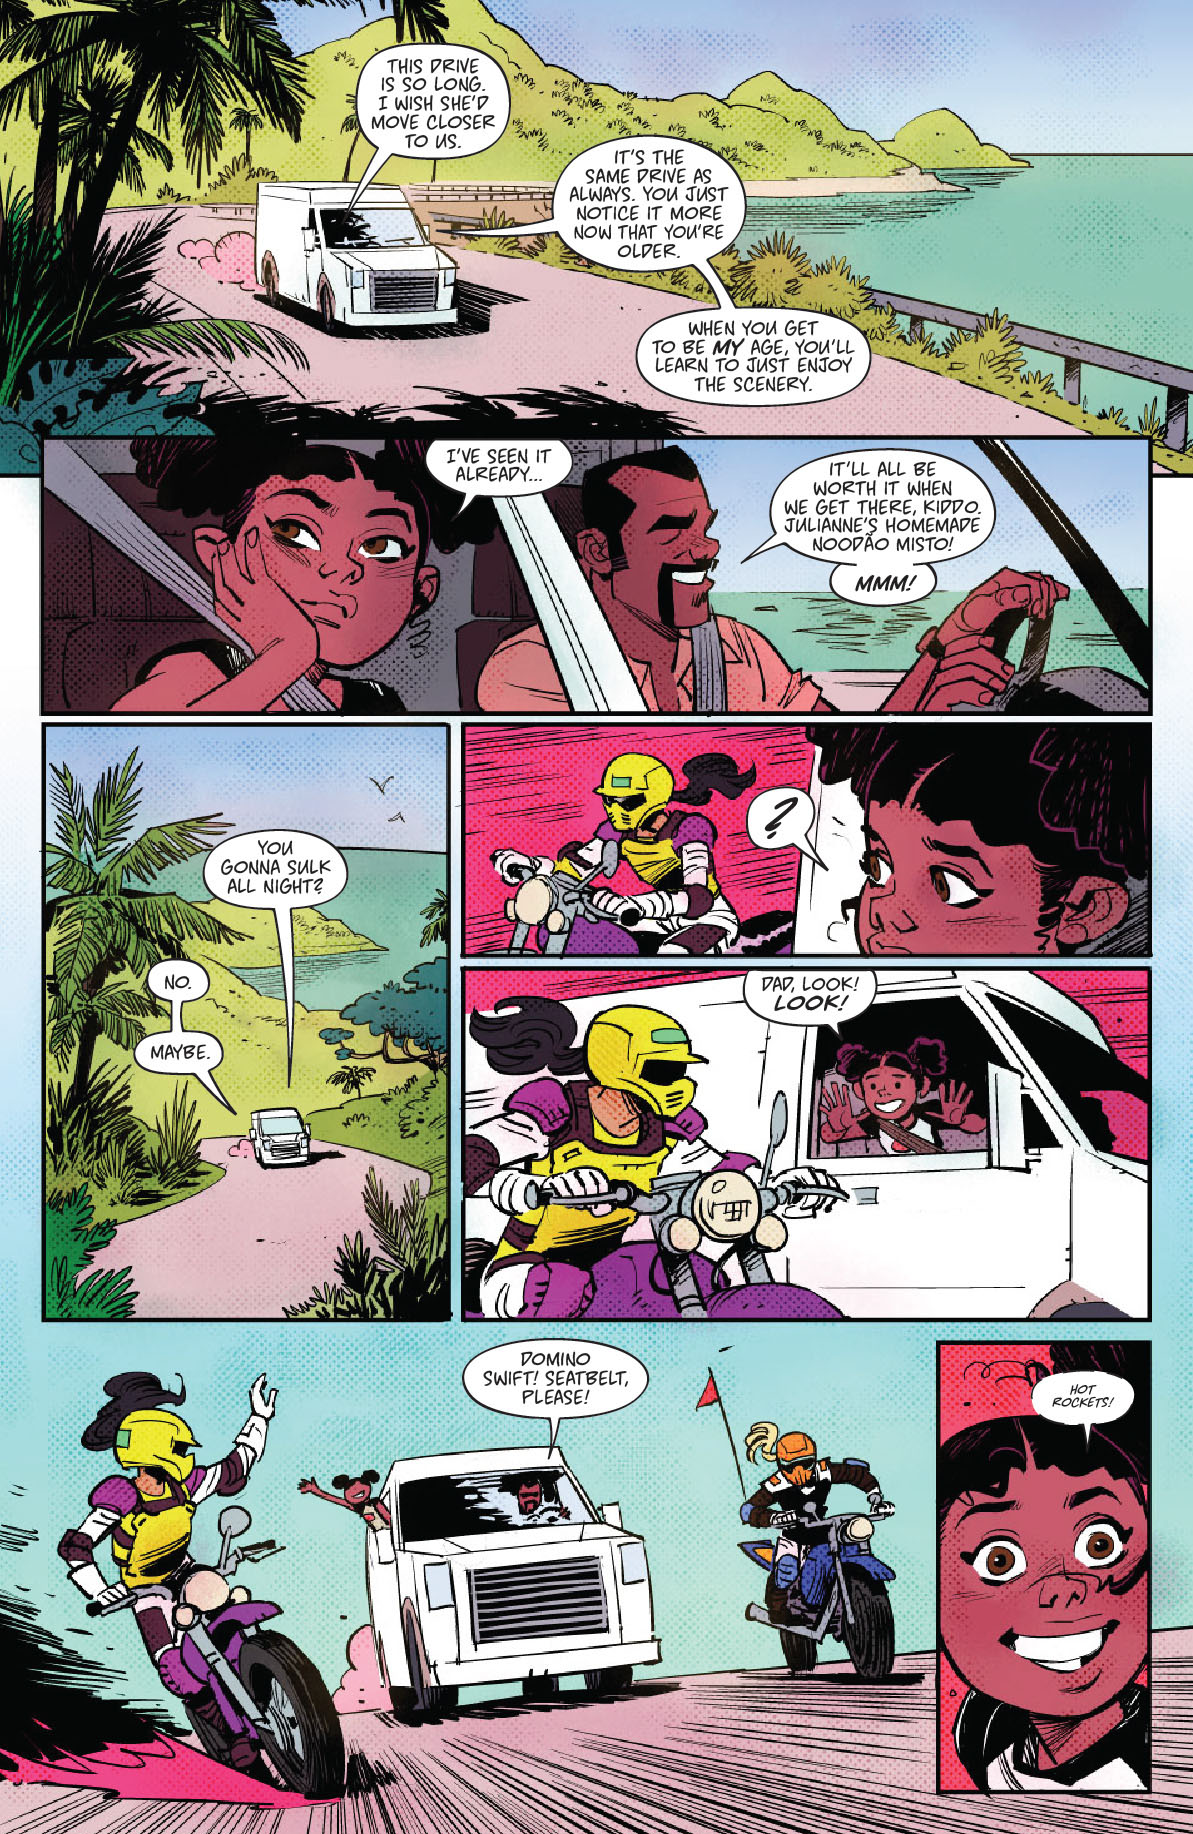 THIS DRIVE
IS SO LONG.
I WISH SHE'D
MOVE CLOSER
TO US.
IT'S THE
SAME DRIVE AS
ALWAYS. YOU JUST
NOTICE IT MORE
NOW THAT YOU'RE
OLDER.
WHEN YOU GET
TO BE MY AGE, YOU'LL
LEARN TO JUST ENJOY
THE SCENERY.
I'VE SEEN IT
ALREADY...
IT'LL ALL BE
WORTH IT WHEN
WE GET THERE, KIDDO.
JULIANNE'S HOMEMADE
NOODÃO MISTO!
MMM!
YOU
GONNA SULK
ALL NIGHT?
NO.
MAYBE.
?
DAD, LOOK!
LOOK!
DOMINO
SWIFT! SEATBELT,
PLEASE!
HOT
ROCKETS!